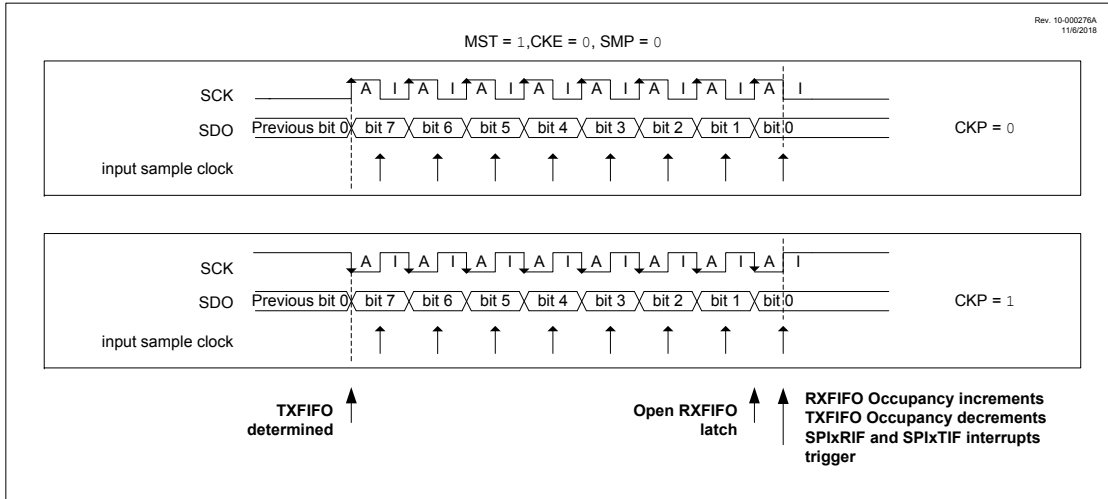 Rev. 10-000276A
11/6/2018
MST = 1,CKE = 0, SMP = 0
SCK A I A I A I A I A I A I A I A I
SDO Previous bit 0 bit 7 bit 6 bit 5 bit 4 bit 3 bit 2 bit 1 bit 0 CKP = 0
input sample clock
SCK A I A I A I A I A I A I A I A I
SDO Previous bit 0 bit 7 bit 6 bit 5 bit 4 bit 3 bit 2 bit 1 bit 0 CKP = 1
input sample clock
TXFIFO
determined
Open RXFIFO
latch
RXFIFO Occupancy increments
TXFIFO Occupancy decrements
SPIxRIF and SPIxTIF interrupts
trigger